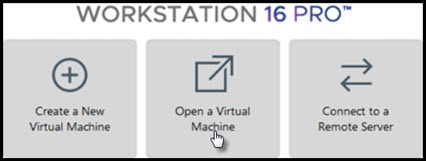 WORKSTATION 16 PRO™
Create a New
Virtual Machine
Open a Virtual
Machine
Connect to a
Remote Server